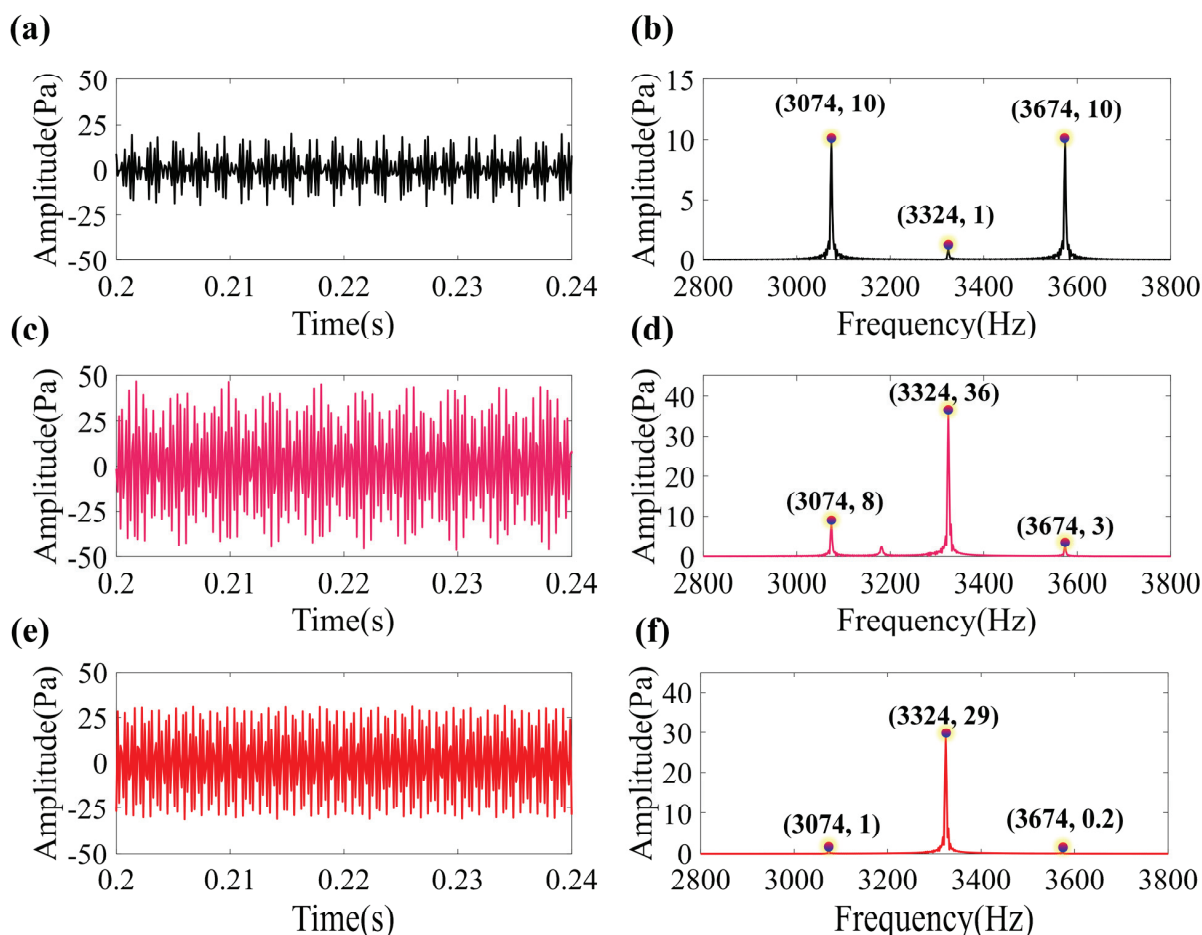 (a)
Amplitude(Pa)
50
25
0
-25
-50
0.2 0.21 0.22 0.23 0.24
Time(s)
(b)
Amplitude(Pa)
15
10
5
0
(3074, 10)
(3674, 10)
(3324, 1)
2800 3000 3200 3400 3600 3800
Frequency(Hz)
(c)
Amplitude(Pa)
50
25
0
-25
-50
0.2 0.21 0.22 0.23 0.24
Time(s)
(d)
Amplitude(Pa)
40
30
20
10
0
(3324, 36)
(3074, 8)
(3674, 3)
2800 3000 3200 3400 3600 3800
Frequency(Hz)
(e)
Amplitude(Pa)
50
25
0
-25
-50
0.2 0.21 0.22 0.23 0.24
Time(s)
(f)
Amplitude(Pa)
40
30
20
10
0
(3324, 29)
(3074, 1)
(3674, 0.2)
2800 3000 3200 3400 3600 3800
Frequency(Hz)